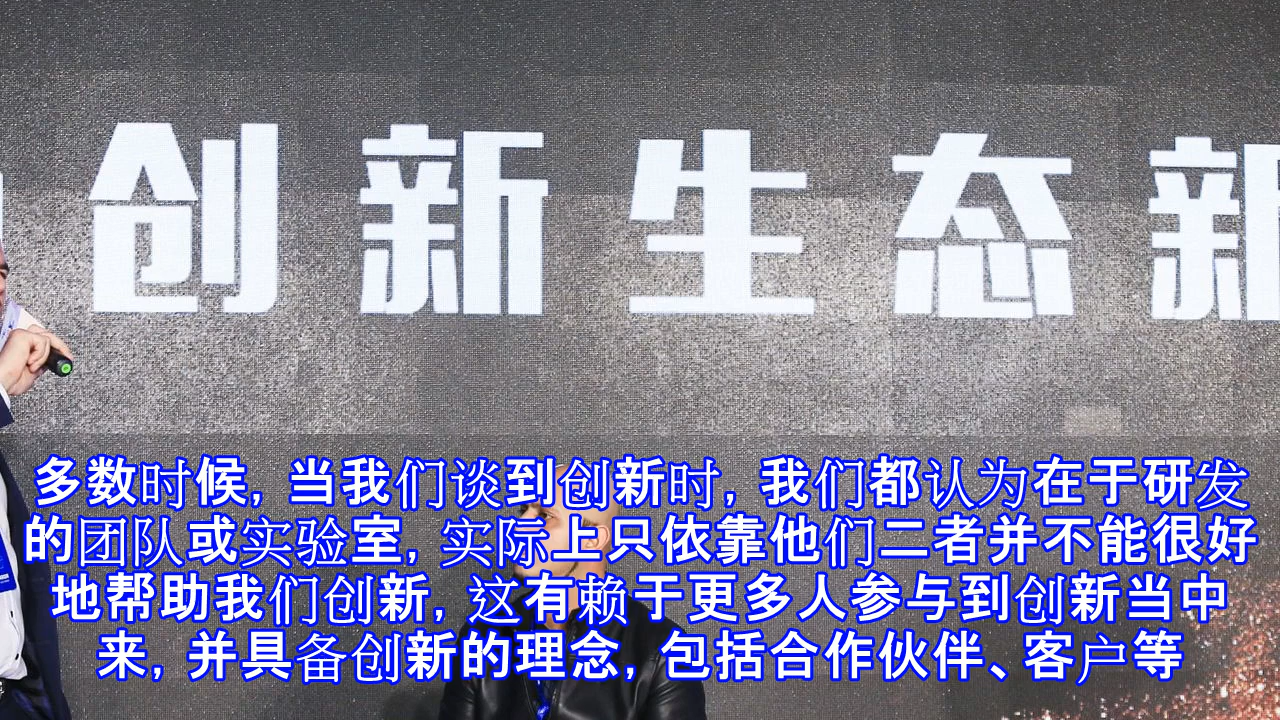 创新生态新
多数时候, 当我们谈到创新时, 我们都认为在于研发
的团队或实验室, 实际上只依靠他们二者并不能很好
地帮助我们创新, 这有赖于更多人参与到创新当中
来, 并具备创新的理念, 包括合作伙伴、客户等